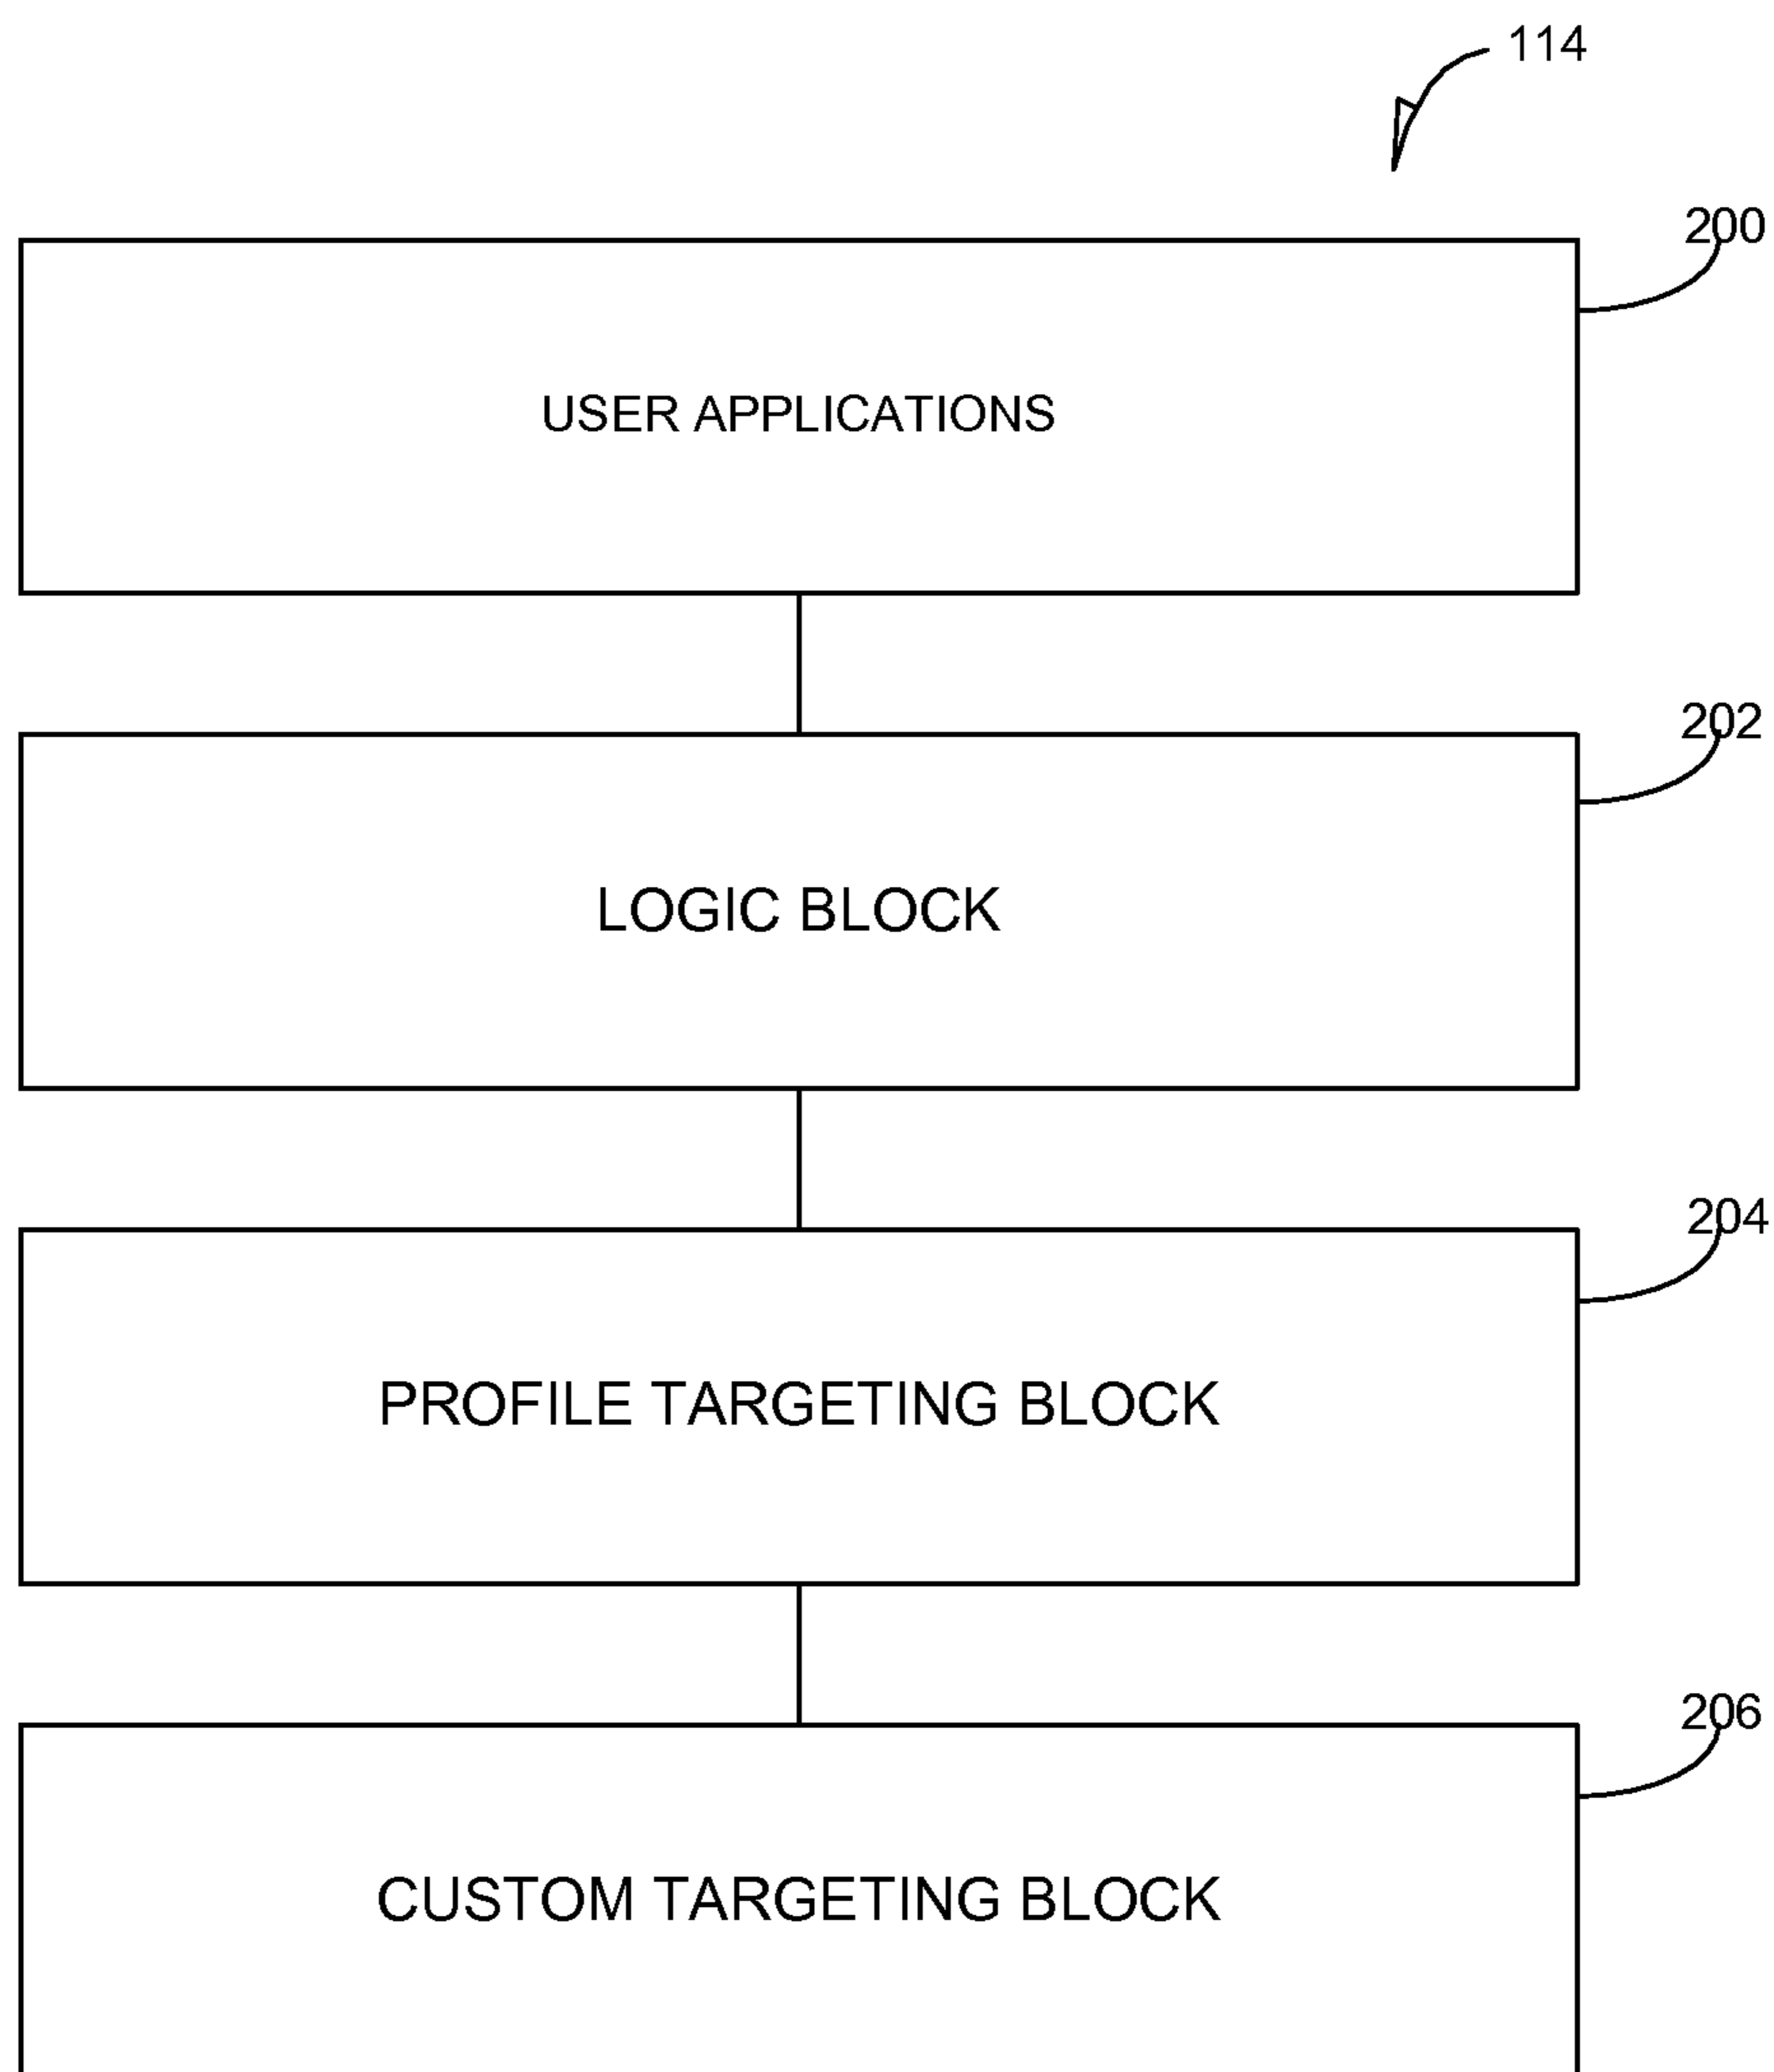 114
200
USER APPLICATIONS
202
LOGIC BLOCK
204
PROFILE TARGETING BLOCK
206
CUSTOM TARGETING BLOCK